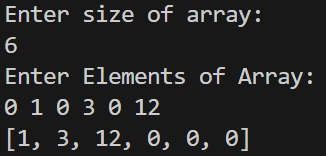 Enter size of array:
6
Enter Elements of Array:
0 1 0 3 0 12
[1, 3, 12, 0, 0, 0]